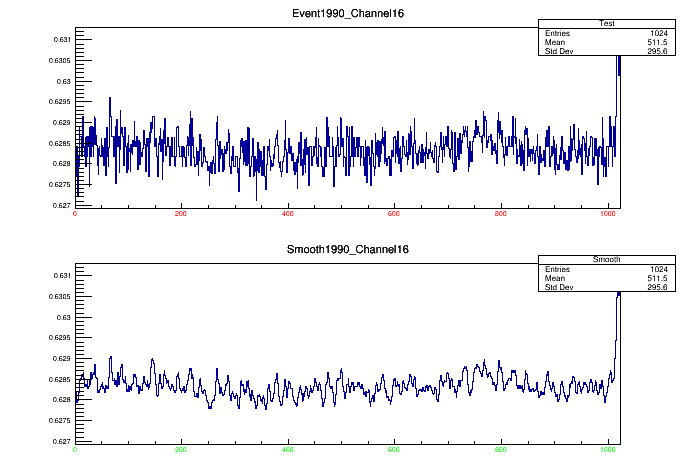 Event1990_Channel16
Test
Entries 1024
Mean 511.5
Std Dev 295.6
0.631
0.6305
0.63
0.6295
0.629
0.6285
0.628
0.6275
0.627
0 200 400 600 800 1000
Smooth1990_Channel16
Smooth
Entries 1024
Mean 511.5
Std Dev 295.6
0.631
0.6305
0.63
0.6295
0.629
0.6285
0.628
0.6275
0.627
0 200 400 600 800 1000